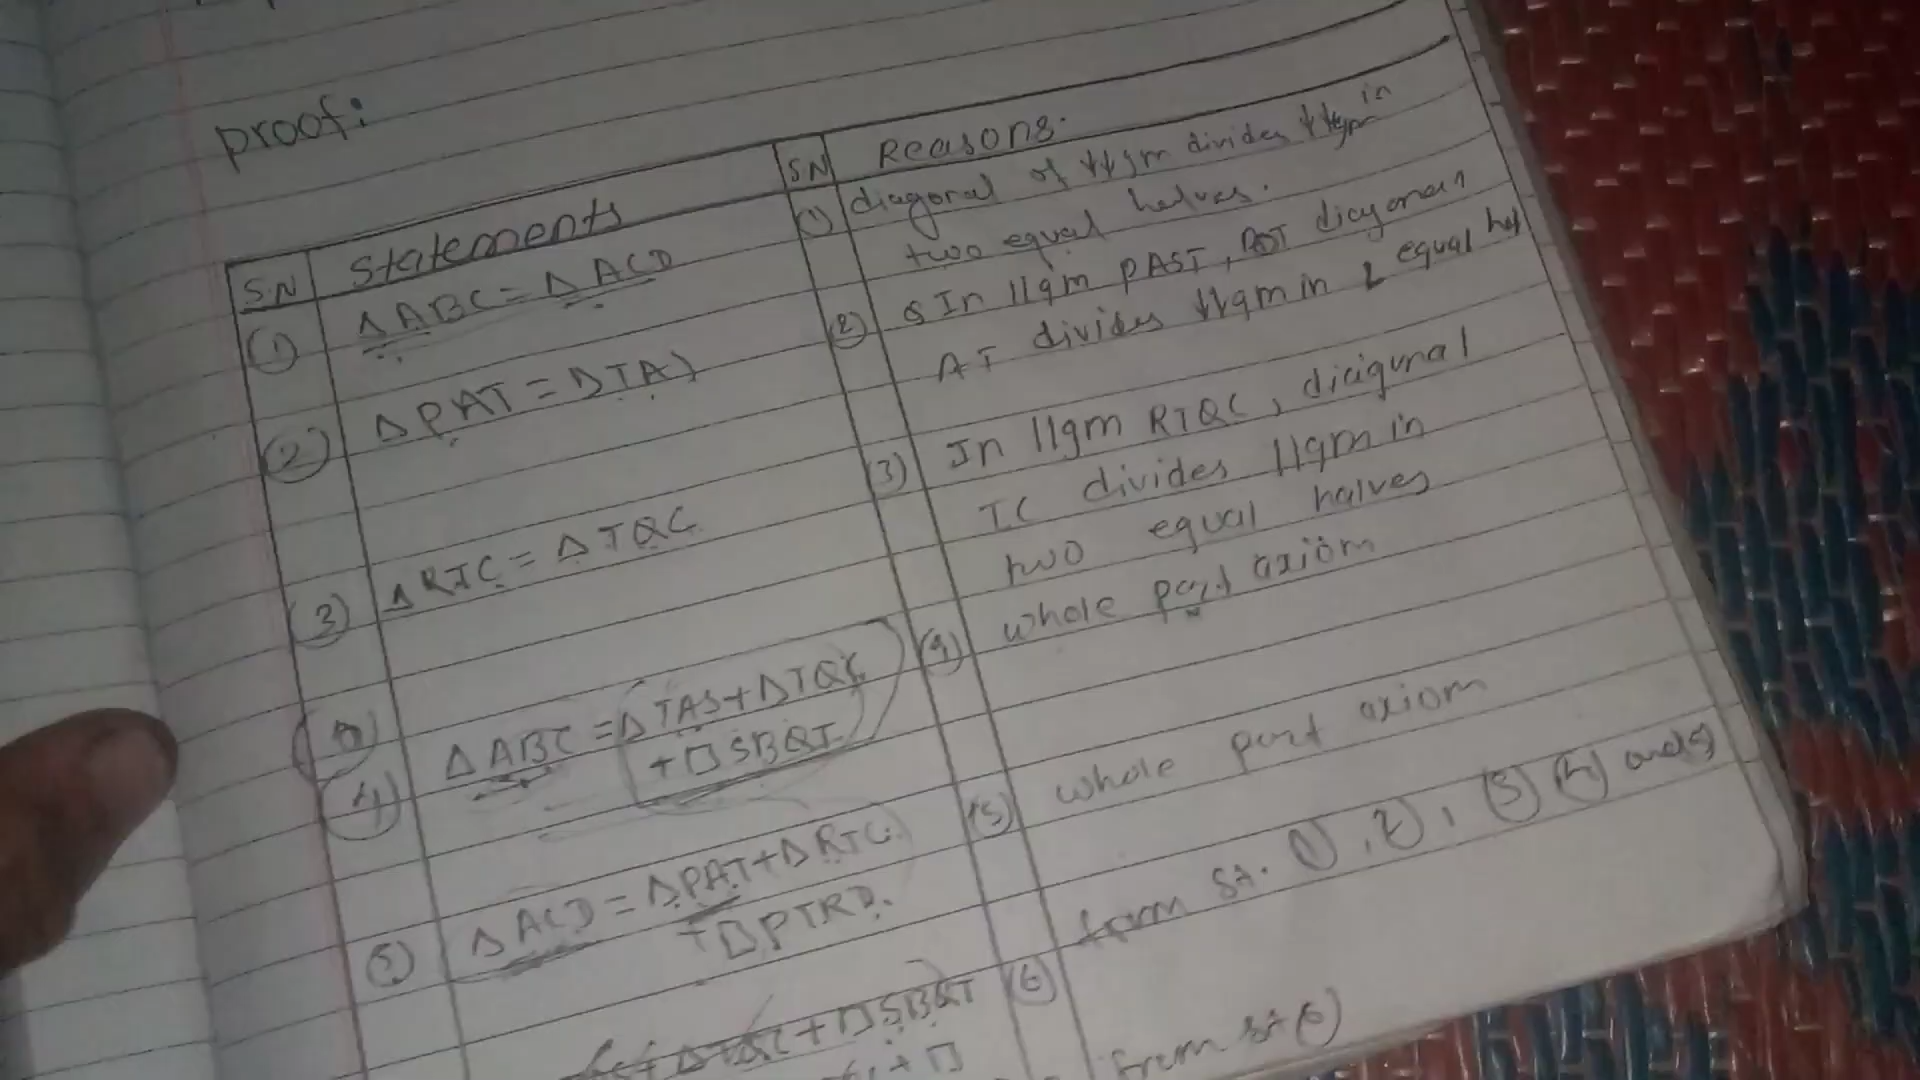 proof:
S.N Statements S.N Reasons.
(1) ΔABC = ΔACD (1) diagonal of ||gm divides ||gm in
two equal halves.
(2) ΔPAT = ΔTA (2) In ||gm PAST, diagonal
AT divides ||gm in 2 equal
(3) ΔRTC = ΔTQC (3) In ||gm RTQC, diagonal
TC divides ||gm in
two equal halves
(4) ΔABC = ΔTAS + ΔTQC (4) whole part axiom
+ □SBQT
(5) ΔACD = ΔPAT + ΔRTC (5) whole part axiom
+ □PTRD.
+ □SBQT (6) from st. (1), (2), (3) (4) and (5)
+ □ from st (6)